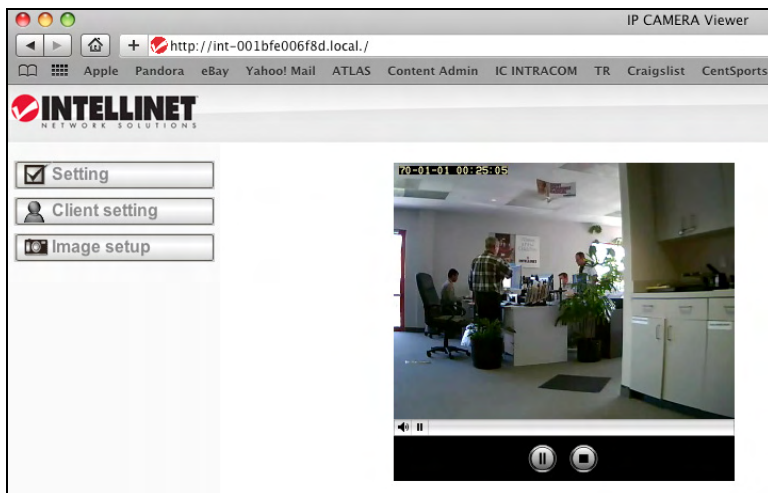 IP CAMERA Viewer
http://int-001bfe006f8d.local./
Apple Pandora eBay Yahoo! Mail ATLAS Content Admin IC INTRACOM TR Craigslist CentSports
INTELLINET
NETWORK SOLUTIONS
Setting
Client setting
Image setup
70-01-01 00:25:05
INTELLINET